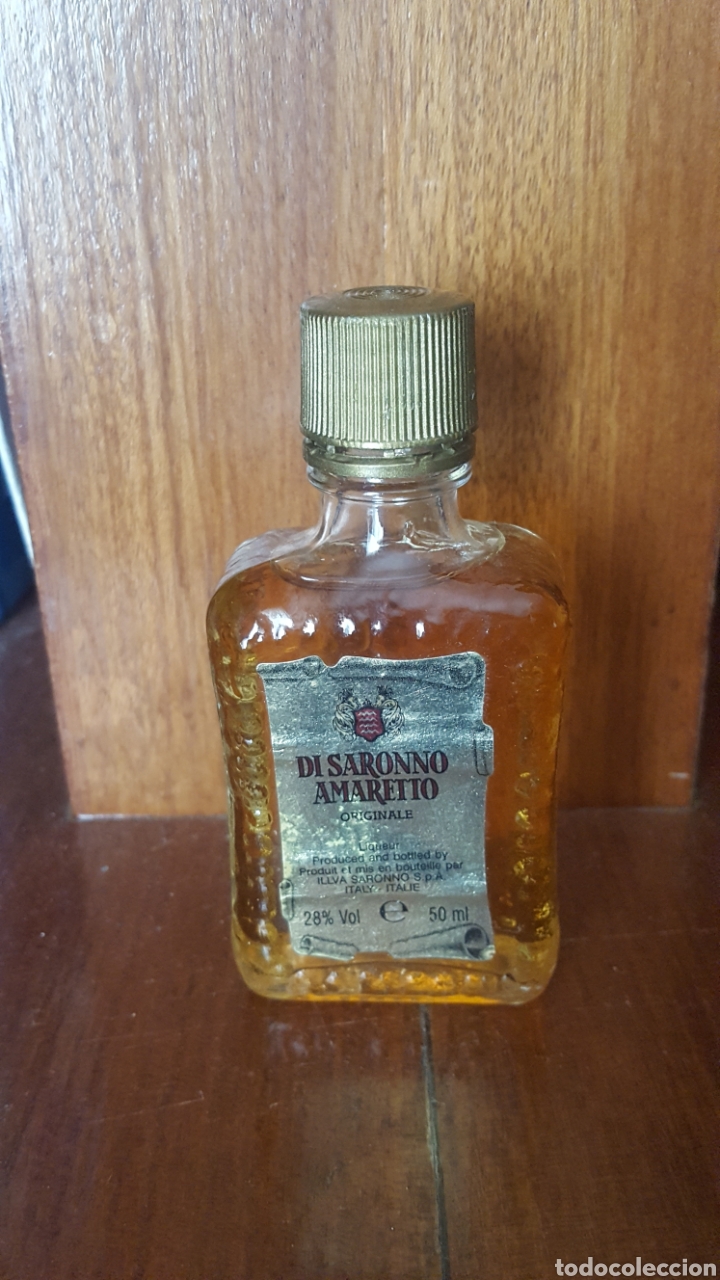 DI SARONNO
AMARETTO
ORIGINALE
Liqueur
Produced and bottled by
Produit et mis en bouteille par
ILLVA SARONNO S.p.A.
ITALY - ITALIE
28% Vol e 50 ml
todocoleccion